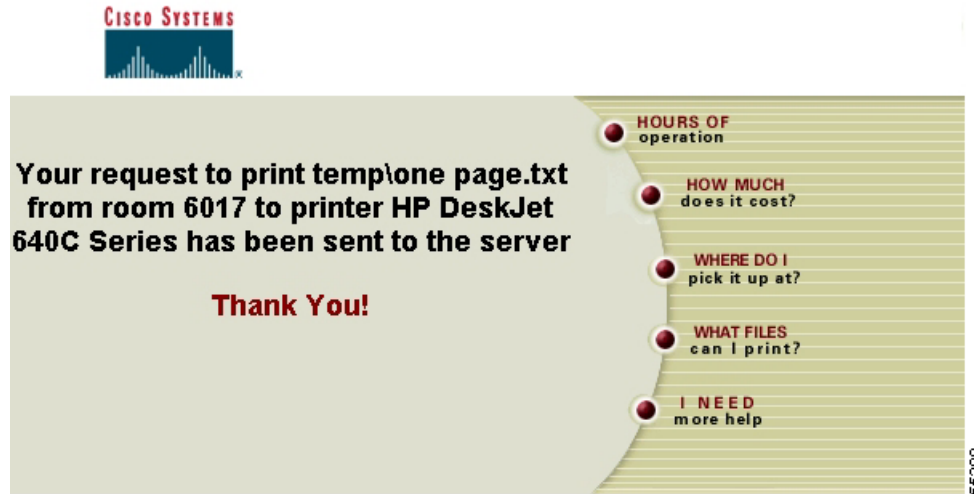 CISCO SYSTEMS
Your request to print temp\one page.txt
from room 6017 to printer HP DeskJet
640C Series has been sent to the server
Thank You!
HOURS OF
operation
HOW MUCH
does it cost?
WHERE DO I
pick it up at?
WHAT FILES
can I print?
I NEED
more help